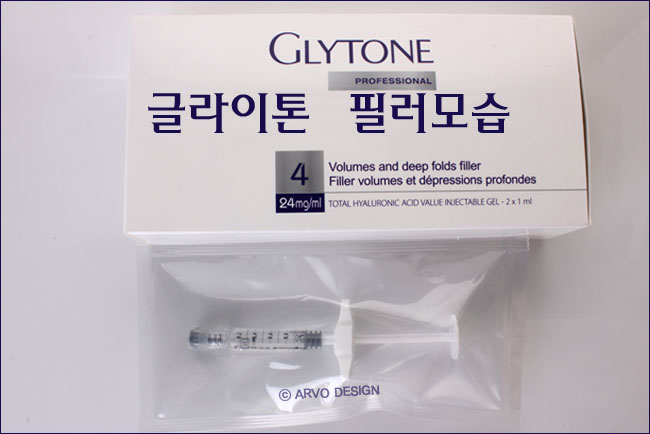 GLYTONE
PROFESSIONAL
글라이톤 필러모습
4
24mg/ml
Volumes and deep folds filler
Filler volumes et dépressions profondes
TOTAL HYALURONIC ACID VALUE INJECTABLE GEL - 2 x 1 ml
© ARVO DESIGN